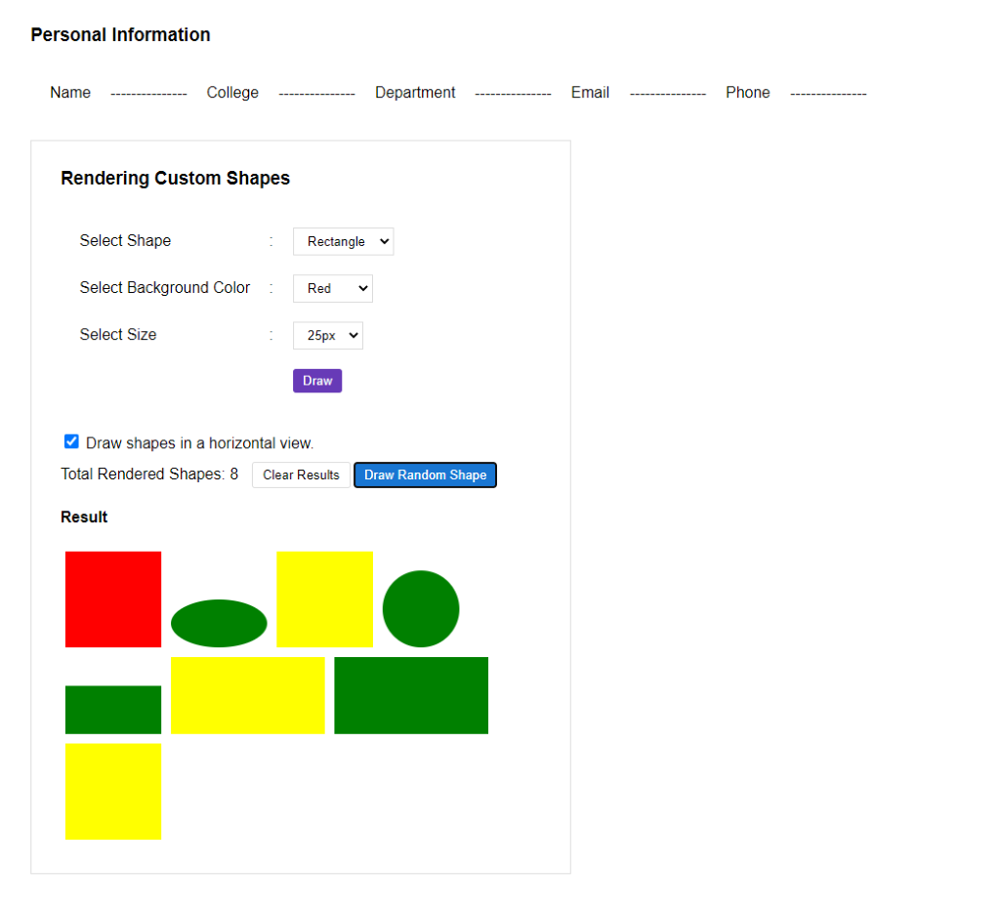 Personal Information
Name --------------- College --------------- Department --------------- Email --------------- Phone ---------------
Rendering Custom Shapes
Select Shape : Rectangle
Select Background Color : Red
Select Size : 25px
Draw
Draw shapes in a horizontal view.
Total Rendered Shapes: 8 Clear Results Draw Random Shape
Result